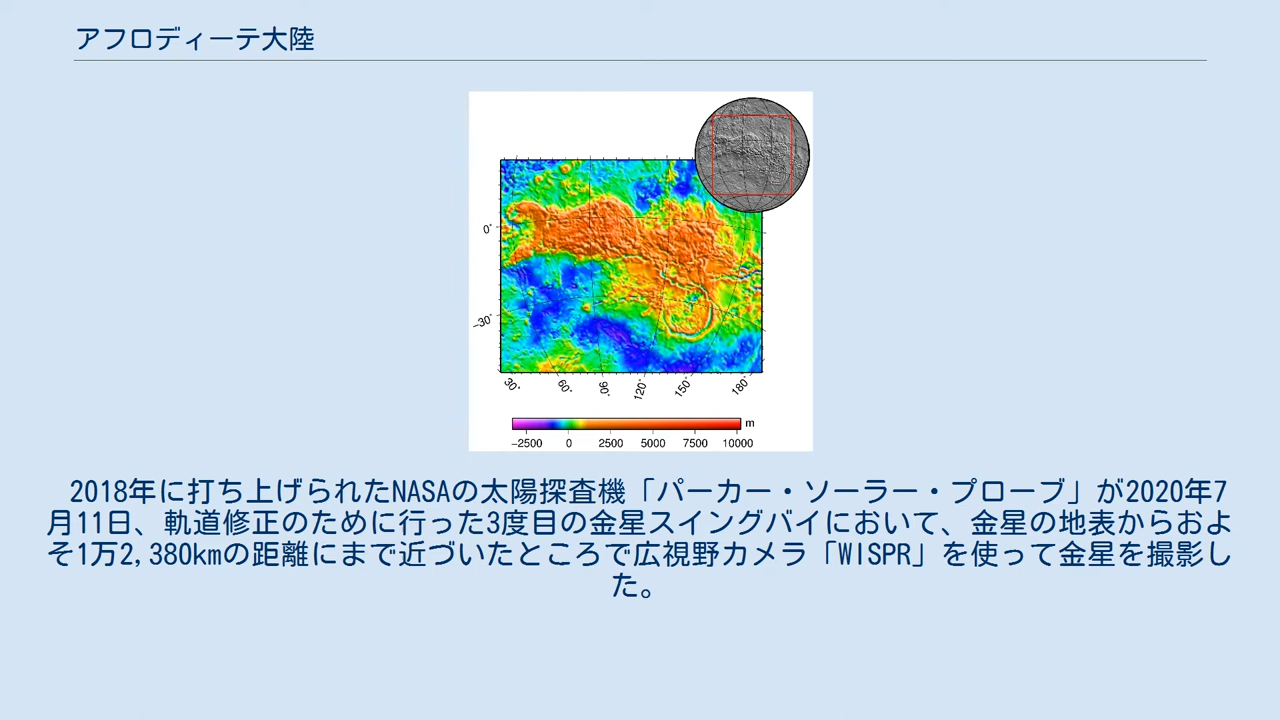 アフロディーテ大陸
0°
-30°
30°
60°
90°
120°
150°
180°
m
-2500 0 2500 5000 7500 10000
2018年に打ち上げられたNASAの太陽探査機「パーカー・ソーラー・プローブ」が2020年7
月11日、軌道修正のために行った3度目の金星スイングバイにおいて、金星の地表からおよ
そ1万2,380kmの距離にまで近づいたところで広視野カメラ「WISPR」を使って金星を撮影し
た。